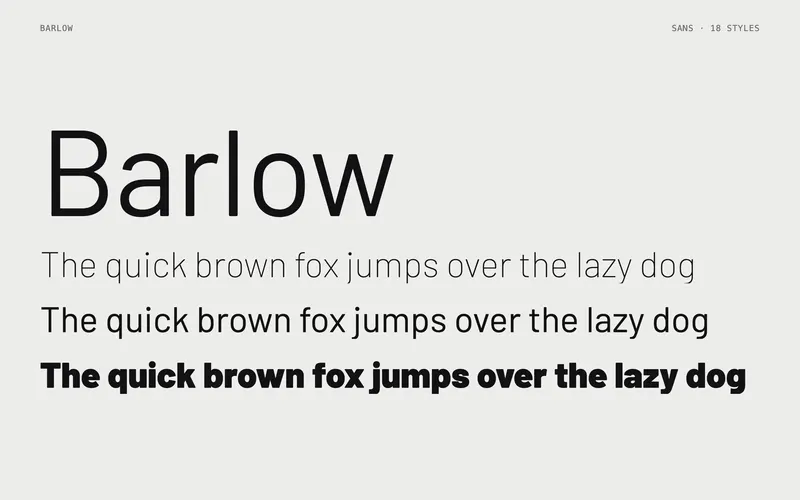 BARLOW
SANS · 18 STYLES
Barlow
The quick brown fox jumps over the lazy dog
The quick brown fox jumps over the lazy dog
The quick brown fox jumps over the lazy dog